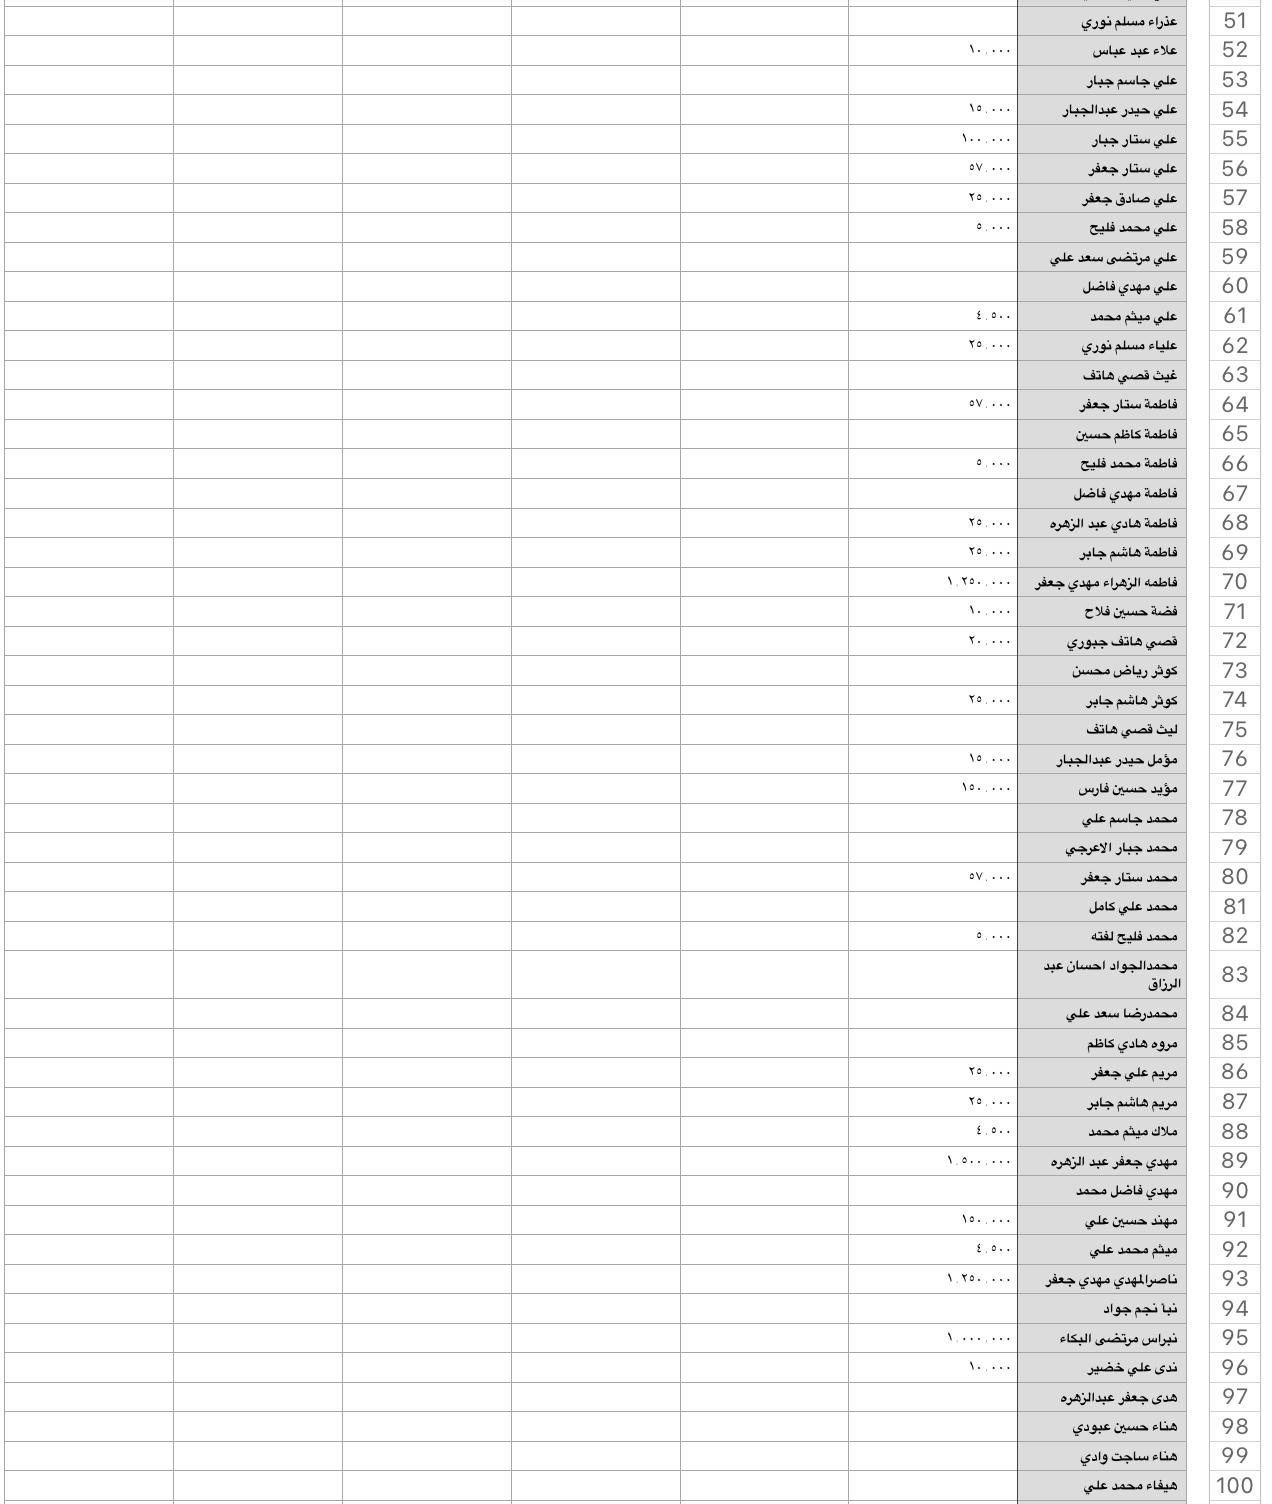 51 عذراء مسلم نوري
52 علاء عبد عباس ١٠,٠٠٠
53 علي جاسم جبار
54 علي حيدر عبدالجبار ١٥,٠٠٠
55 علي ستار جبار ١٠٠,٠٠٠
56 علي ستار جعفر ٥٧,٠٠٠
57 علي صادق جعفر ٢٥,٠٠٠
58 علي محمد فليح ٥,٠٠٠
59 علي مرتضى سعد علي
60 علي مهدي فاضل
61 علي ميثم محمد ٤,٥٠٠
62 علياء مسلم نوري ٢٥,٠٠٠
63 غيث قصي هاتف
64 فاطمة ستار جعفر ٥٧,٠٠٠
65 فاطمة كاظم حسين
66 فاطمة محمد فليح ٥,٠٠٠
67 فاطمة مهدي فاضل
68 فاطمة هادي عبد الزهره ٢٥,٠٠٠
69 فاطمة هاشم جابر ٢٥,٠٠٠
70 فاطمه الزهراء مهدي جعفر ١,٢٥٠,٠٠٠
71 فضة حسين فلاح ١٠,٠٠٠
72 قصي هاتف جبوري ٢٠,٠٠٠
73 كوثر رياض محسن
74 كوثر هاشم جابر ٢٥,٠٠٠
75 ليث قصي هاتف
76 مؤمل حيدر عبدالجبار ١٥,٠٠٠
77 مؤيد حسين فارس ١٥٠,٠٠٠
78 محمد جاسم علي
79 محمد جبار الاعرجي
80 محمد ستار جعفر ٥٧,٠٠٠
81 محمد علي كامل
82 محمد فليح لفته ٥,٠٠٠
83 محمدالجواد احسان عبد
الرزاق
84 محمدرضا سعد علي
85 مروه هادي كاظم
86 مريم علي جعفر ٢٥,٠٠٠
87 مريم هاشم جابر ٢٥,٠٠٠
88 ملاك ميثم محمد ٤,٥٠٠
89 مهدي جعفر عبد الزهره ١,٥٠٠,٠٠٠
90 مهدي فاضل محمد
91 مهند حسين علي ١٥٠,٠٠٠
92 ميثم محمد علي ٤,٥٠٠
93 ناصرالمهدي مهدي جعفر ١,٢٥٠,٠٠٠
94 نبأ نجم جواد
95 نبراس مرتضى البكاء ١,٠٠٠,٠٠٠
96 ندى علي خضير ١٠,٠٠٠
97 هدى جعفر عبدالزهره
98 هناء حسين عبودي
99 هناء ساجت وادي
100 هيفاء محمد علي